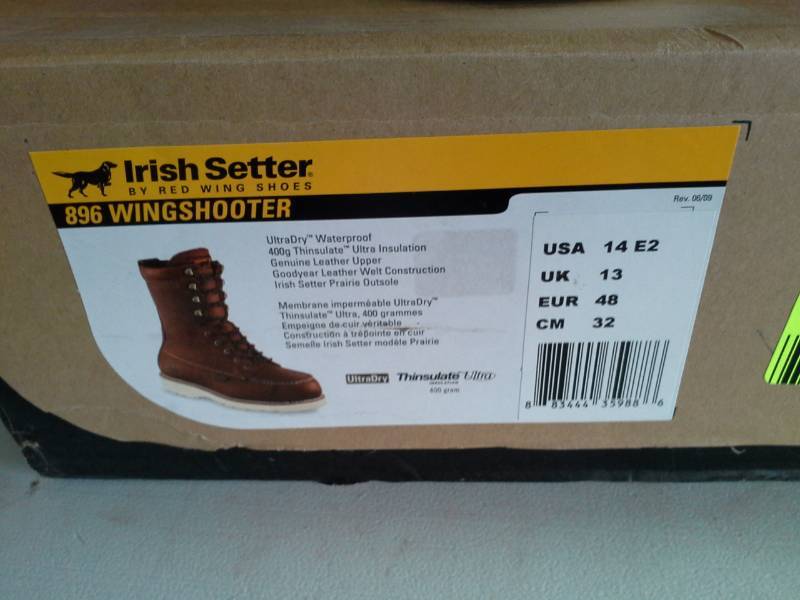 Irish Setter®
BY RED WING SHOES
896 WINGSHOOTER
Rev. 06/09
UltraDry™ Waterproof
400g Thinsulate™ Ultra Insulation
Genuine Leather Upper
Goodyear Leather Welt Construction
Irish Setter Prairie Outsole
Membrane imperméable UltraDry™
Thinsulate™ Ultra, 400 grammes
Empeigne de cuir véritable
Construction à trépointe en cuir
Semelle Irish Setter modèle Prairie
UltraDry Thinsulate Ultra
INSULATION
400 gram
USA 14 E2
UK 13
EUR 48
CM 32
8 83444 35988 6